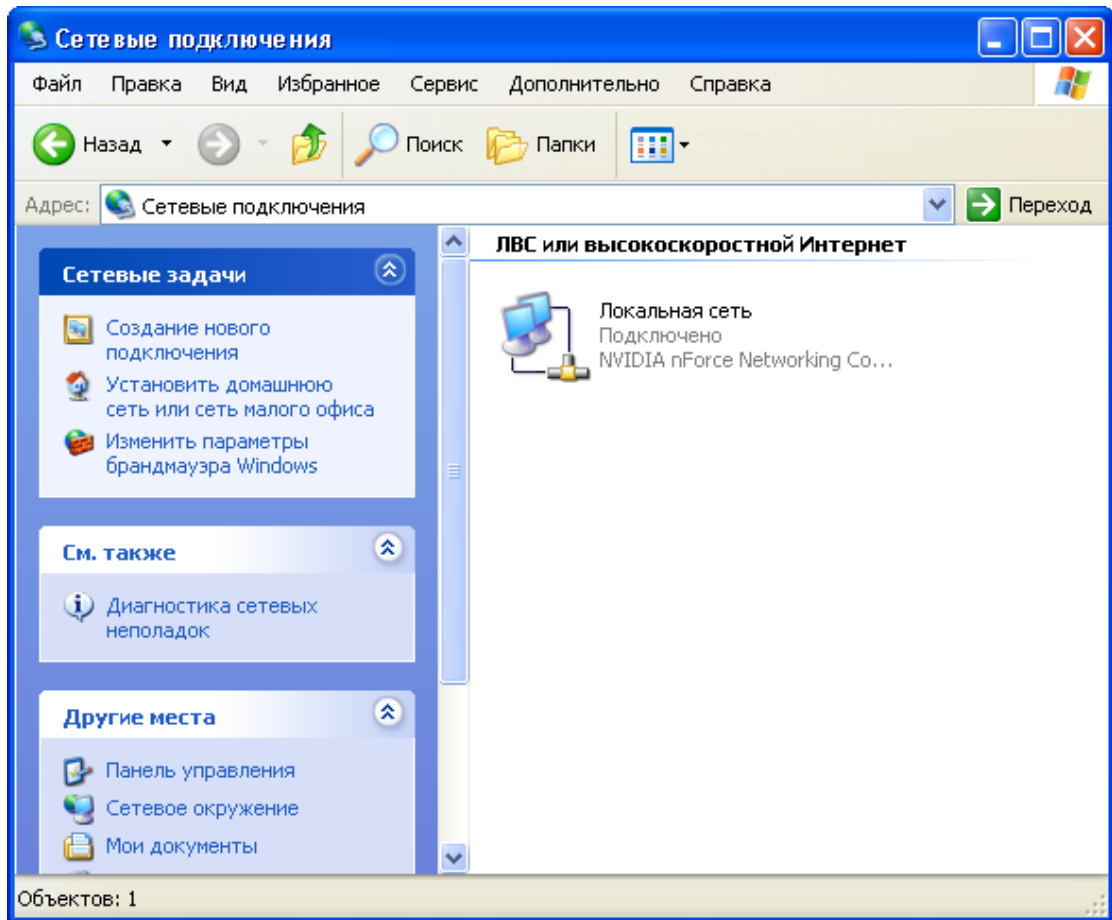 Сетевые подключения
Файл Правка Вид Избранное Сервис Дополнительно Справка
Назад Поиск Папки
Адрес: Сетевые подключения Переход
Сетевые задачи
Создание нового
подключения
Установить домашнюю
сеть или сеть малого офиса
Изменить параметры
брандмауэра Windows
См. также
Диагностика сетевых
неполадок
Другие места
Панель управления
Сетевое окружение
Мои документы
ЛВС или высокоскоростной Интернет
Локальная сеть
Подключено
NVIDIA nForce Networking Co...
Объектов: 1